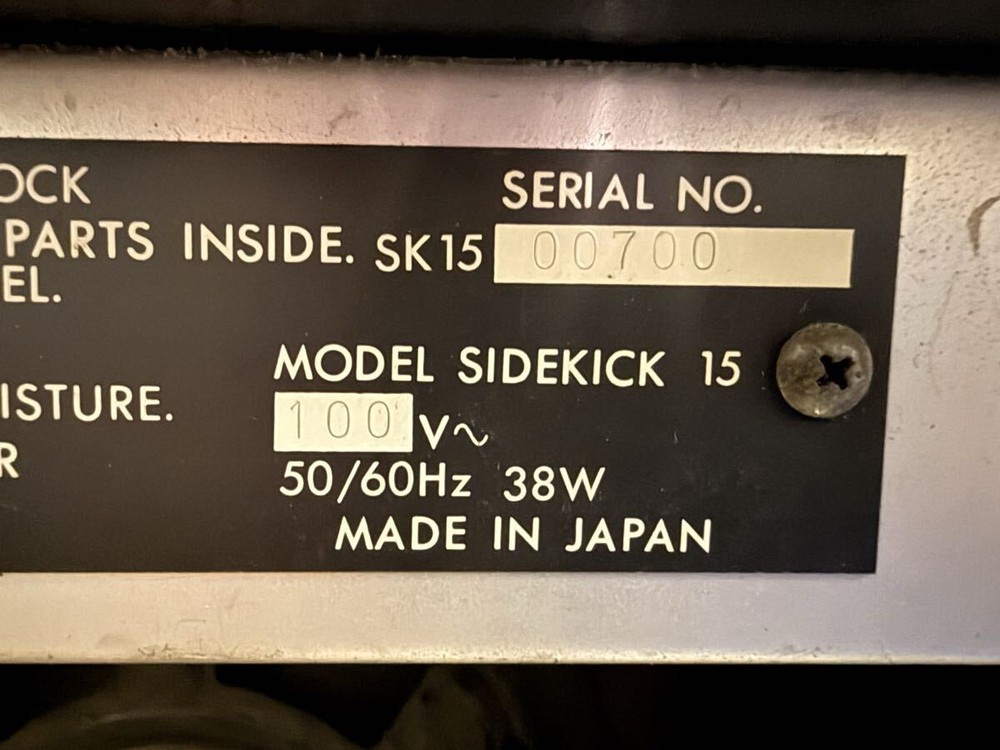 OCK
SERIAL NO.
PARTS INSIDE. SK15 00700
EL.
MODEL SIDEKICK 15
ISTURE.
100 V~
R
50/60Hz 38W
MADE IN JAPAN